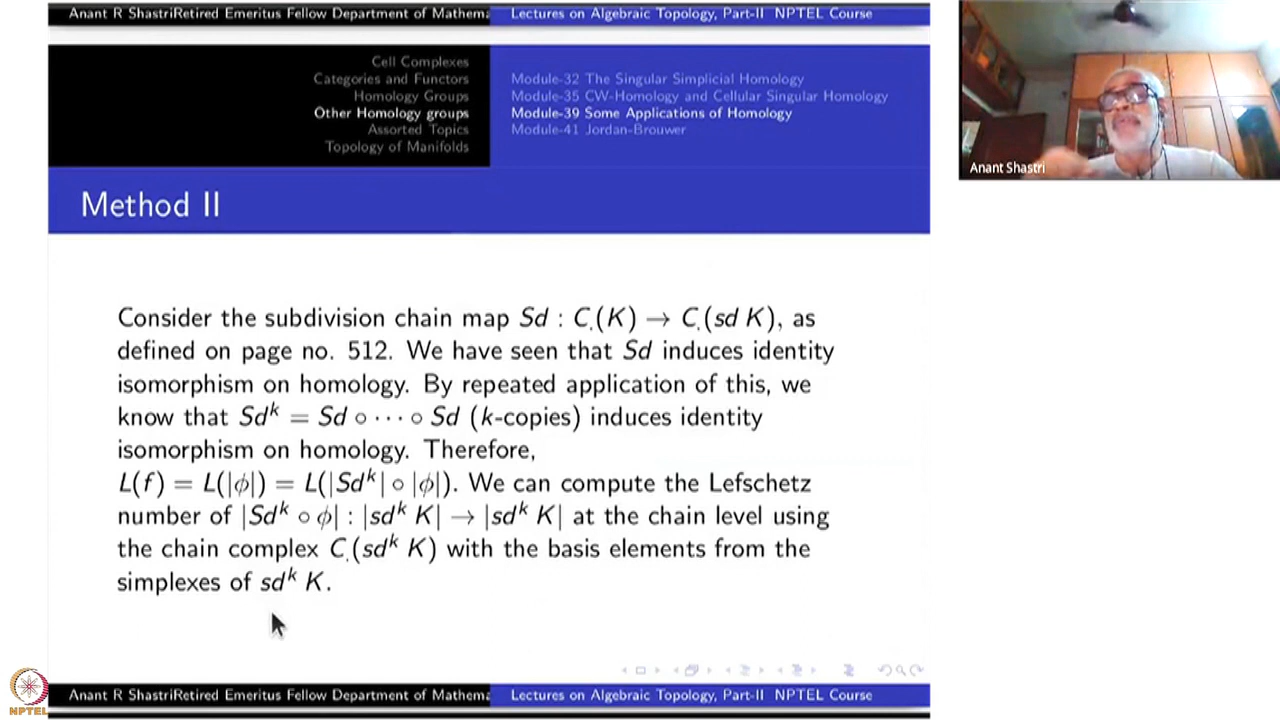 Anant R ShastriRetired Emeritus Fellow Department of Mathema Lectures on Algebraic Topology, Part-II NPTEL Course
Cell Complexes
Categories and Functors
Homology Groups
Other Homology groups
Assorted Topics
Topology of Manifolds
Module-32 The Singular Simplicial Homology
Module-35 CW-Homology and Cellular Singular Homology
Module-39 Some Applications of Homology
Module-41 Jordan-Brouwer
Anant Shastri
Method II
Consider the subdivision chain map Sd : C.(K) → C.(sd K), as
defined on page no. 512. We have seen that Sd induces identity
isomorphism on homology. By repeated application of this, we
know that Sd^k = Sd ∘ ··· ∘ Sd (k-copies) induces identity
isomorphism on homology. Therefore,
L(f) = L(|ϕ|) = L(|Sd^k| ∘ |ϕ|). We can compute the Lefschetz
number of |Sd^k ∘ ϕ| : |sd^k K| → |sd^k K| at the chain level using
the chain complex C.(sd^k K) with the basis elements from the
simplexes of sd^k K.
Anant R ShastriRetired Emeritus Fellow Department of Mathema Lectures on Algebraic Topology, Part-II NPTEL Course
NPTEL